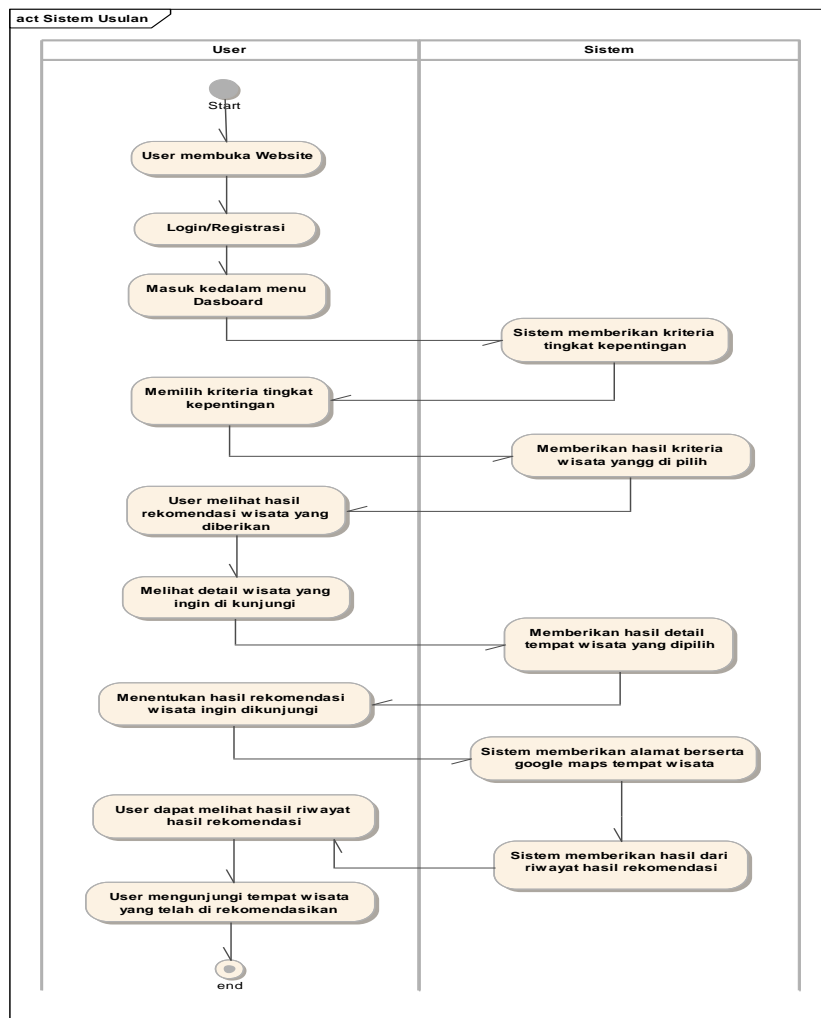 act Sistem Usulan
User
Sistem
Start
User membuka Website
Login/Registrasi
Masuk kedalam menu
Dasboard
Sistem memberikan kriteria
tingkat kepentingan
Memilih kriteria tingkat
kepentingan
Memberikan hasil kriteria
wisata yangg di pilih
User melihat hasil
rekomendasi wisata yang
diberikan
Melihat detail wisata yang
ingin di kunjungi
Memberikan hasil detail
tempat wisata yang dipilih
Menentukan hasil rekomendasi
wisata ingin dikunjungi
Sistem memberikan alamat berserta
google maps tempat wisata
User dapat melihat hasil riwayat
hasil rekomendasi
Sistem memberikan hasil dari
riwayat hasil rekomendasi
User mengunjungi tempat wisata
yang telah di rekomendasikan
end